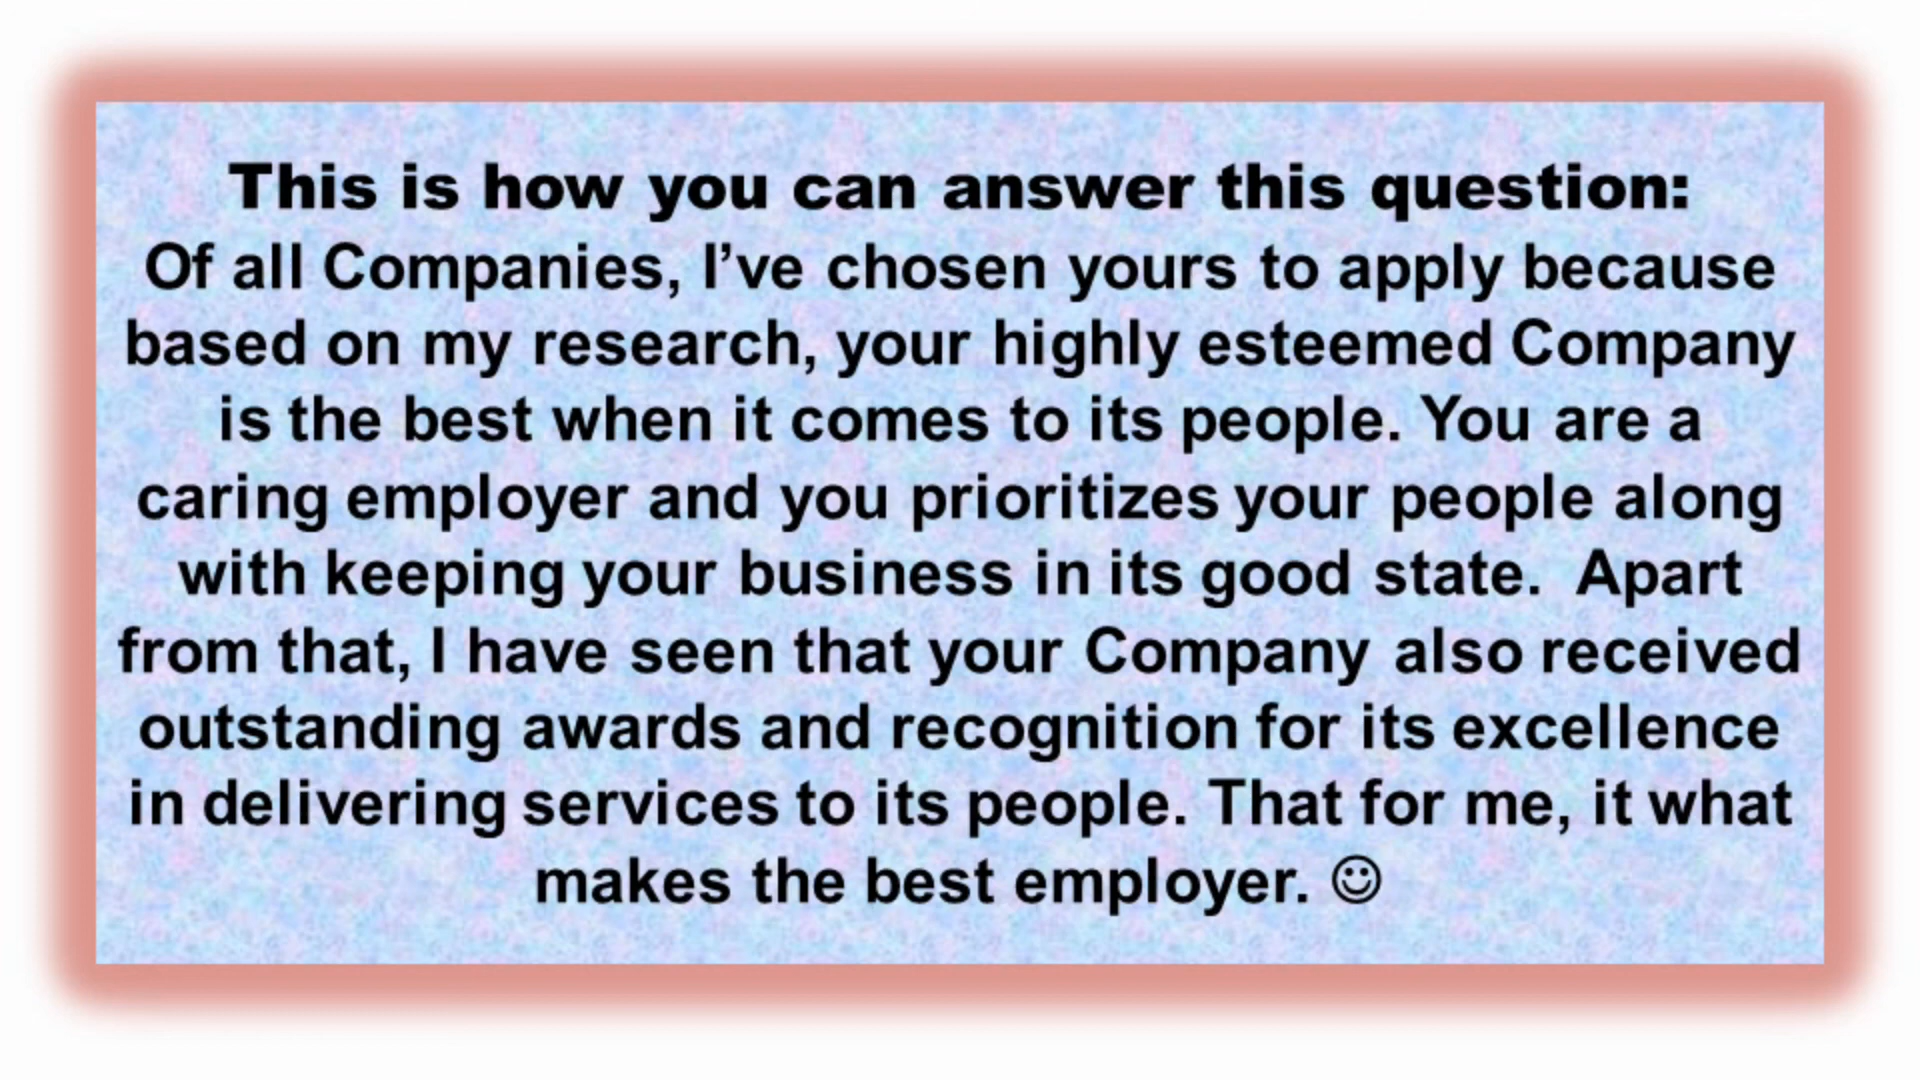 This is how you can answer this question:
Of all Companies, I’ve chosen yours to apply because
based on my research, your highly esteemed Company
is the best when it comes to its people. You are a
caring employer and you prioritizes your people along
with keeping your business in its good state.  Apart
from that, I have seen that your Company also received
outstanding awards and recognition for its excellence
in delivering services to its people. That for me, it what
makes the best employer. ☺